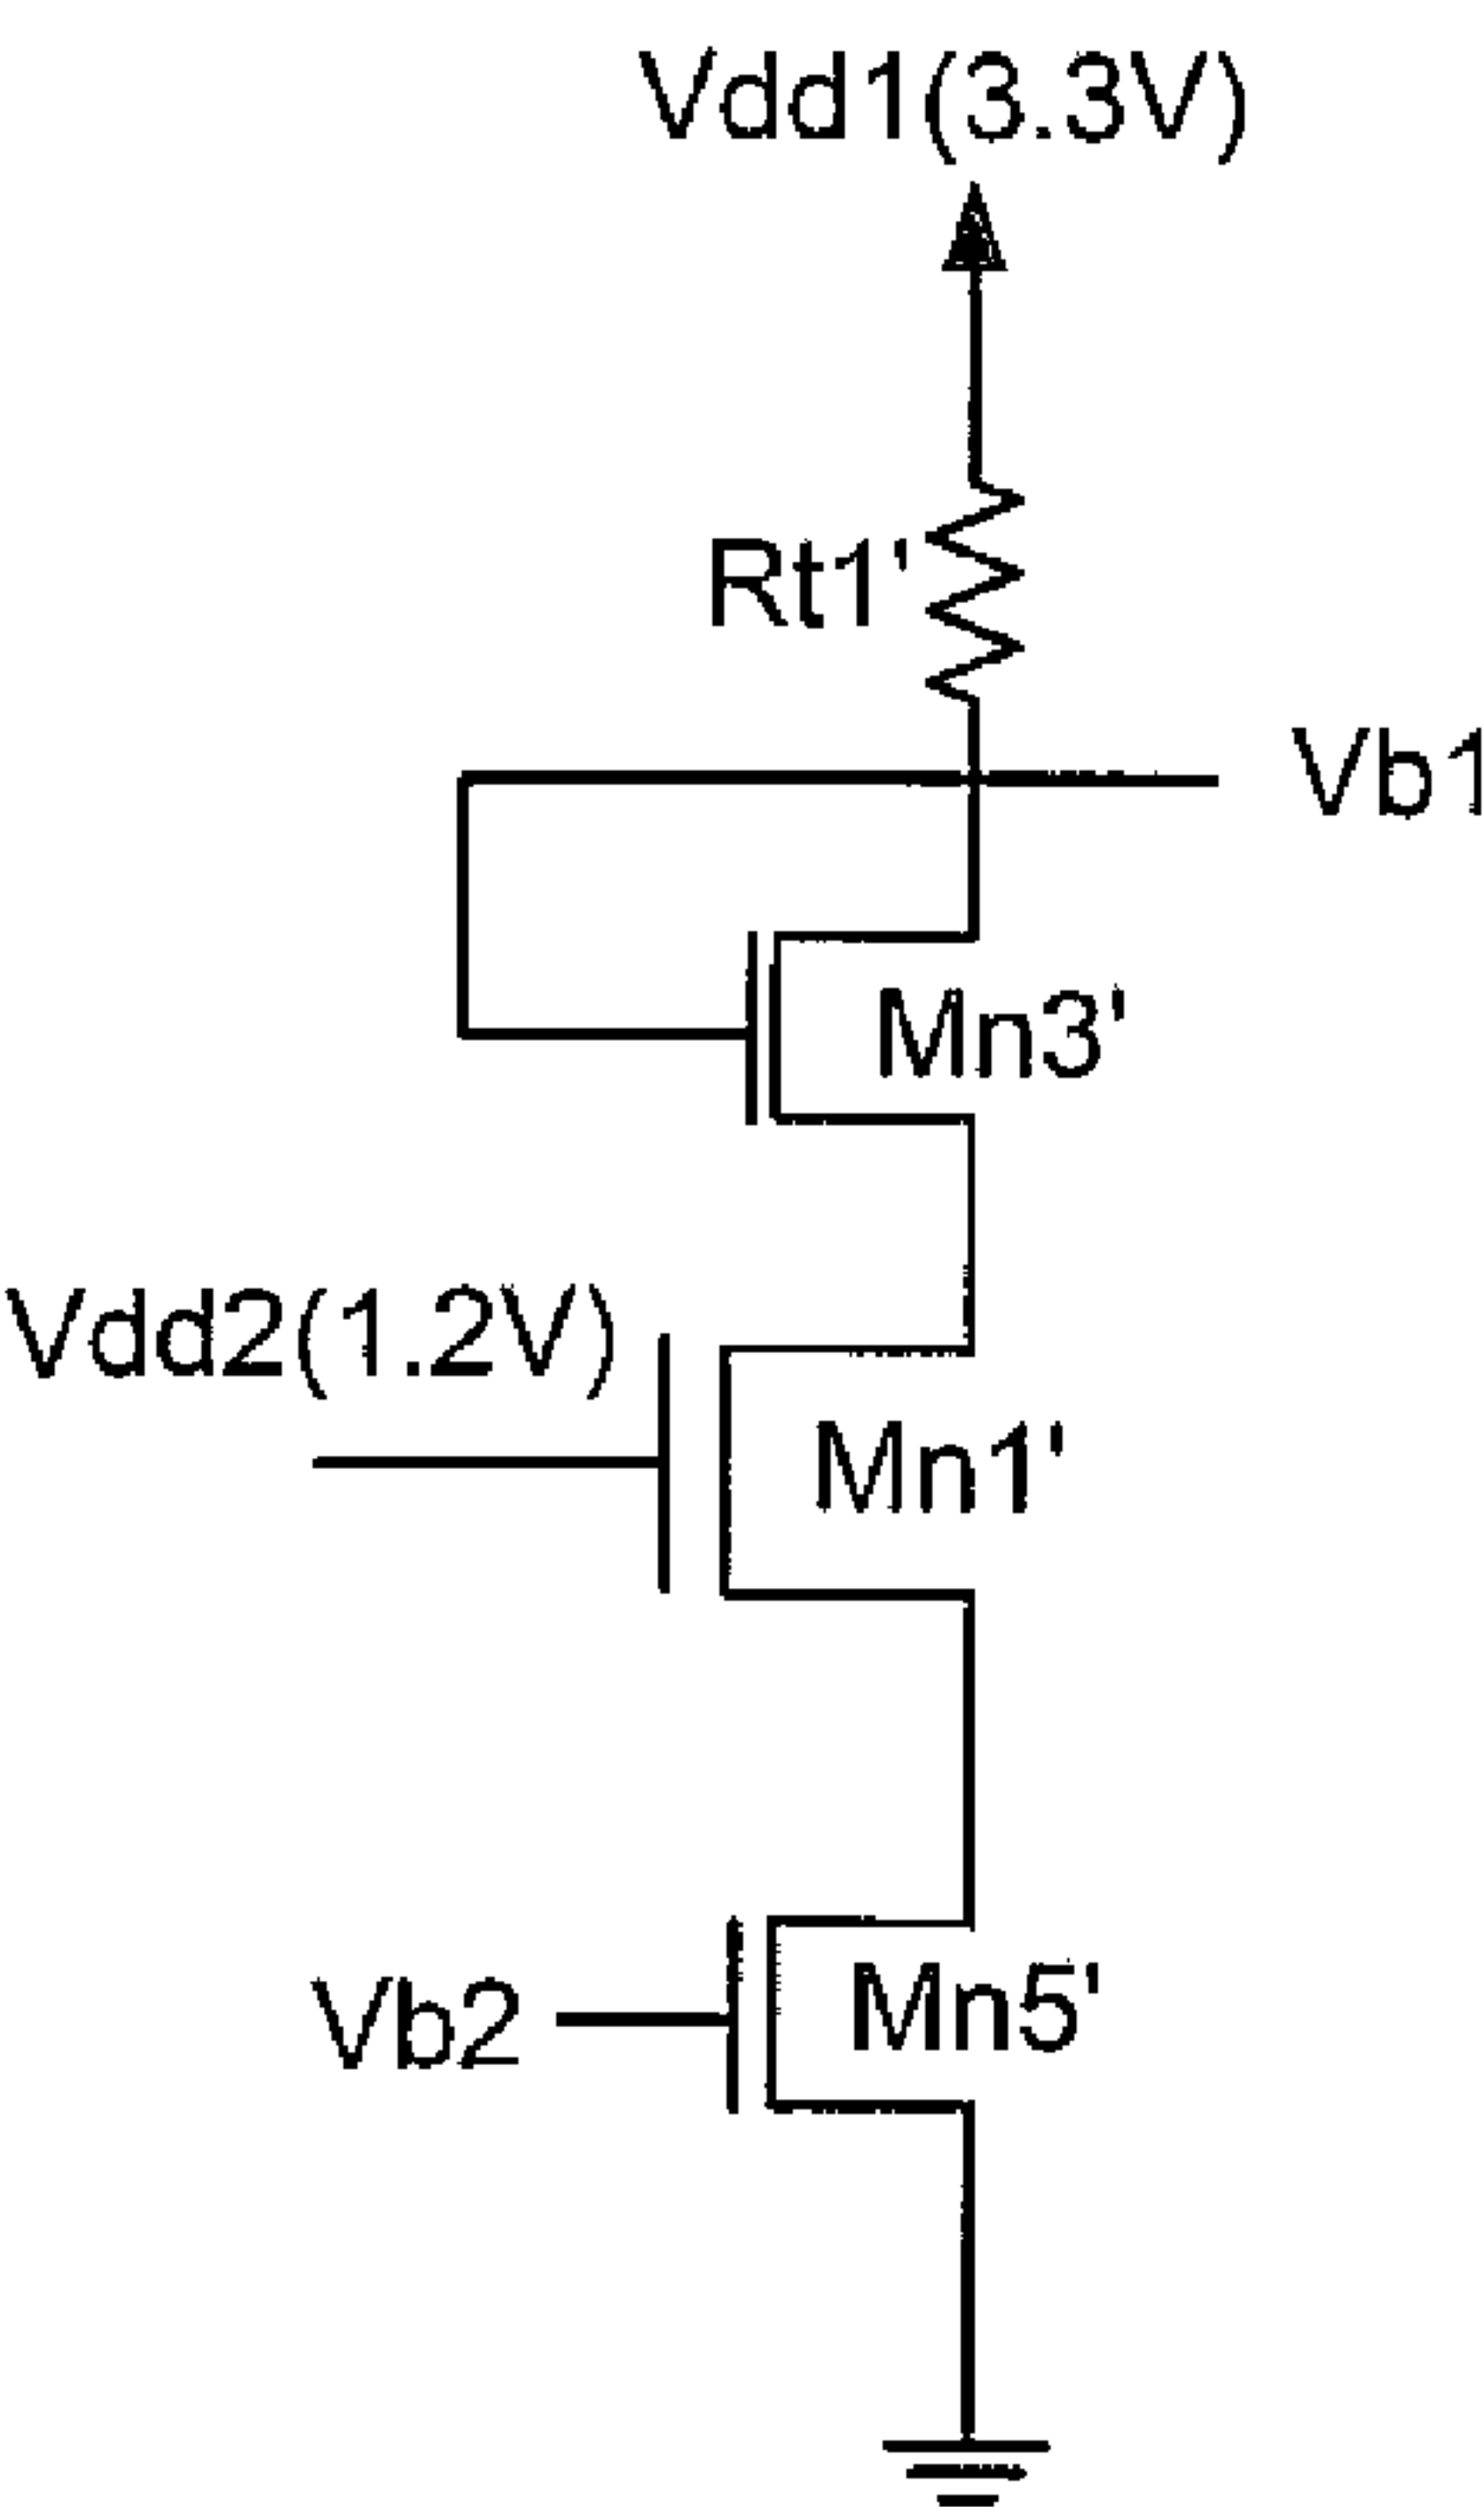 Vdd1(3.3V)
Rt1'
Vb1
Mn3'
Vdd2(1.2V)
Mn1'
Mn5'
Vb2